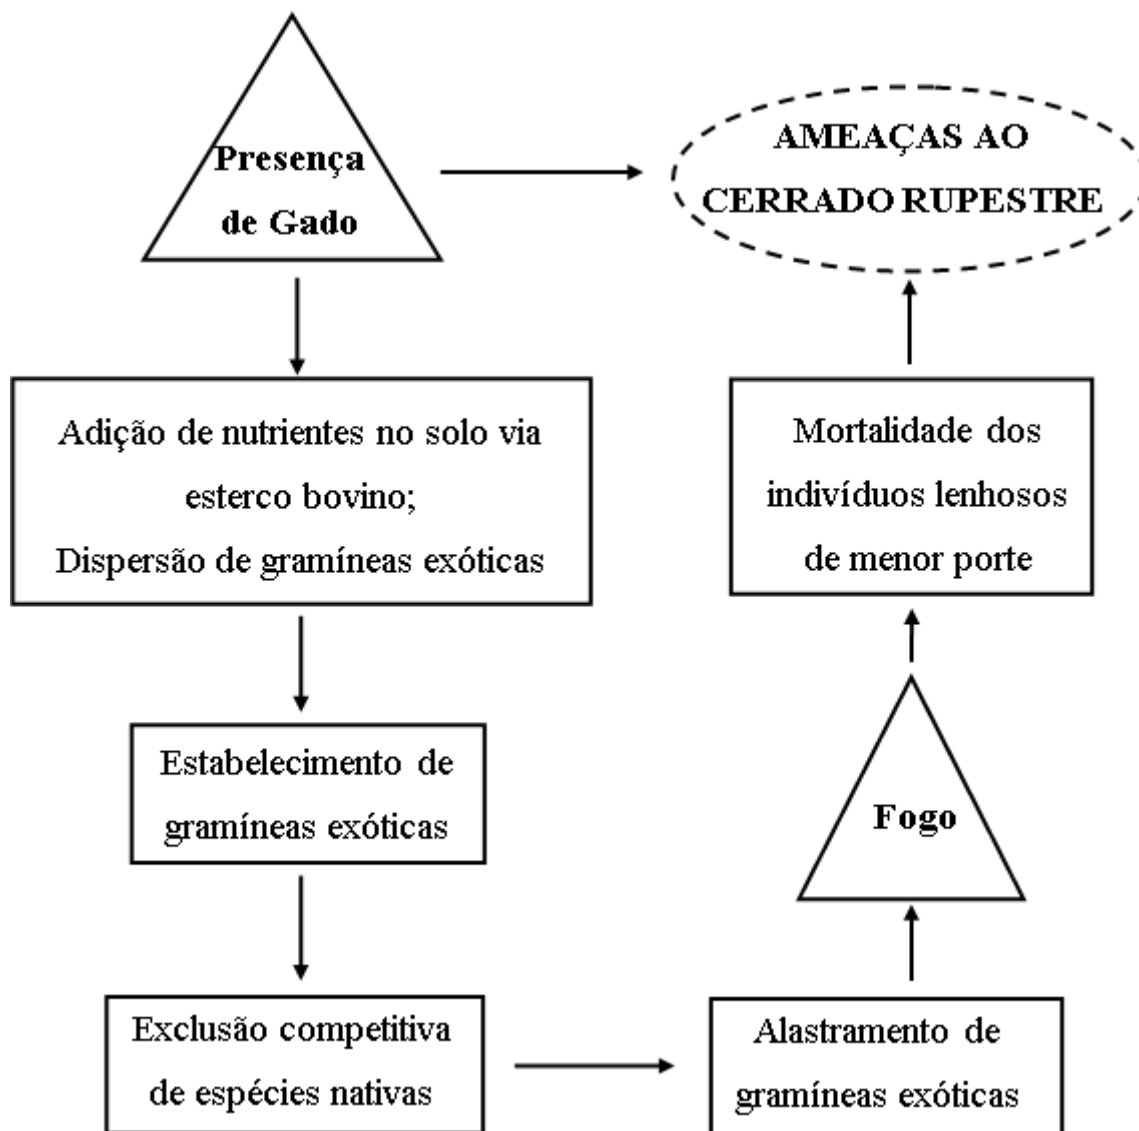 Presença
de Gado
AMEAÇAS AO
CERRADO RUPESTRE
Adição de nutrientes no solo via
esterco bovino;
Dispersão de gramíneas exóticas
Estabelecimento de
gramíneas exóticas
Exclusão competitiva
de espécies nativas
Alastramento de
gramíneas exóticas
Fogo
Mortalidade dos
indivíduos lenhosos
de menor porte